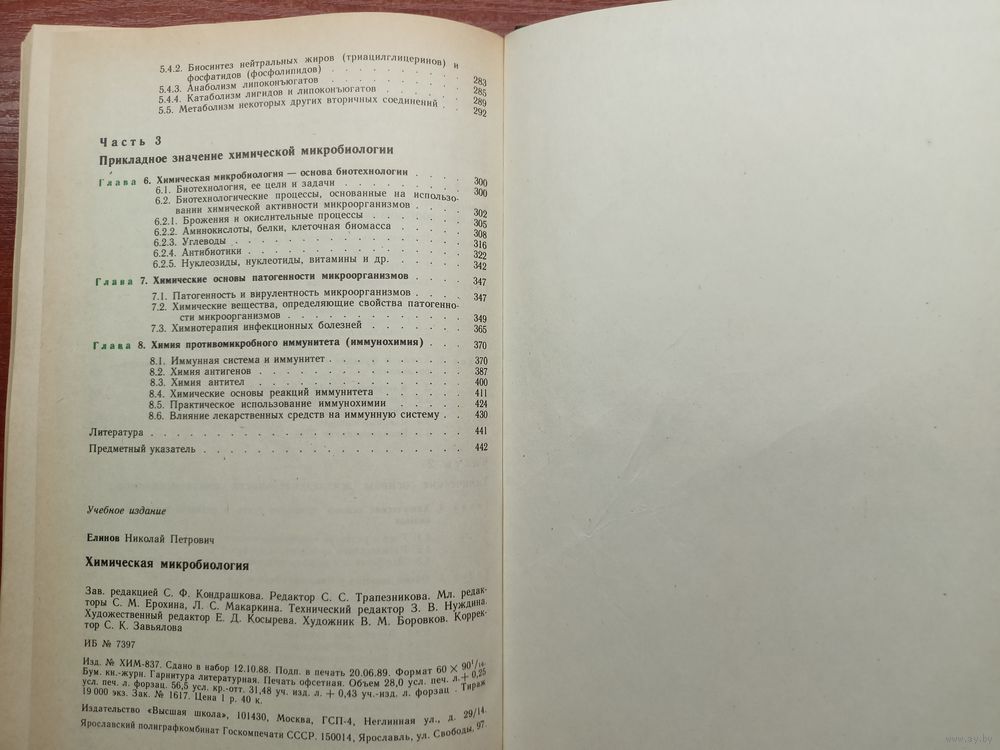 5.4.2. Биосинтез нейтральных жиров (триацилглицеринов) и
фосфатидов (фосфолипидов) . . . . . . . . . . . 283
5.4.3. Анаболизм липоконъюгатов . . . . . . . . . . . 285
5.4.4. Катаболизм лигидов и липоконъюгатов . . . . . . . 289
5.5. Метаболизм некоторых других вторичных соединений . . 292
Часть 3
Прикладное значение химической микробиологии
Глава 6. Химическая микробиология — основа биотехнологии . . . . 300
6.1. Биотехнология, ее цели и задачи . . . . . . . . . . 300
6.2. Биотехнологические процессы, основанные на использо-
вании химической активности микроорганизмов . . . . 302
6.2.1. Брожения и окислительные процессы . . . . . . . . 305
6.2.2. Аминокислоты, белки, клеточная биомасса . . . . . . 308
6.2.3. Углеводы . . . . . . . . . . . . . . . . . . 316
6.2.4. Антибиотики . . . . . . . . . . . . . . . . . 322
6.2.5. Нуклеозиды, нуклеотиды, витамины и др. . . . . . . 342
Глава 7. Химические основы патогенности микроорганизмов . . . . 347
7.1. Патогенность и вирулентность микроорганизмов . . . . 347
7.2. Химические вещества, определяющие свойства патогенно-
сти микроорганизмов . . . . . . . . . . . . . . 349
7.3. Химиотерапия инфекционных болезней . . . . . . . 365
Глава 8. Химия противомикробного иммунитета (иммунохимия) . . . 370
8.1. Иммунная система и иммунитет . . . . . . . . . . . 370
8.2. Химия антигенов . . . . . . . . . . . . . . . . 387
8.3. Химия антител . . . . . . . . . . . . . . . . . 400
8.4. Химические основы реакций иммунитета . . . . . . . 411
8.5. Практическое использование иммунохимии . . . . . . 424
8.6. Влияние лекарственных средств на иммунную систему . . 430
Литература . . . . . . . . . . . . . . . . . . . . . . . . 441
Предметный указатель . . . . . . . . . . . . . . . . . . . . 442
Учебное издание
Елинов Николай Петрович
Химическая микробиология
Зав. редакцией С. Ф. Кондрашкова. Редактор С. С. Трапезникова. Мл. редак-
торы С. М. Ерохина, Л. С. Макаркина. Технический редактор З. В. Нуждина.
Художественный редактор Е. Д. Косырева. Художник В. М. Боровков. Коррек-
тор С. К. Завьялова
ИБ № 7397
Изд. № ХИМ-837. Сдано в набор 12.10.88. Подп. в печать 20.06.89. Формат 60 × 90¹/₁₆.
Бум. кн.-журн. Гарнитура литературная. Печать офсетная. Объем 28,0 усл. печ. л. + 0,25
усл. печ. л. форзац. 56,5 усл. кр.-отт. 31,48 уч. изд. л. + 0,43 уч.-изд. л. форзац . Тираж
19 000 экз. Зак. № 1617. Цена 1 р. 40 к.
Издательство «Высшая школа», 101430, Москва, ГСП-4, Неглинная ул., д. 29/14.
Ярославский полиграфкомбинат Госкомпечати СССР. 150014, Ярославль, ул. Свободы, 97.
www.ay.by